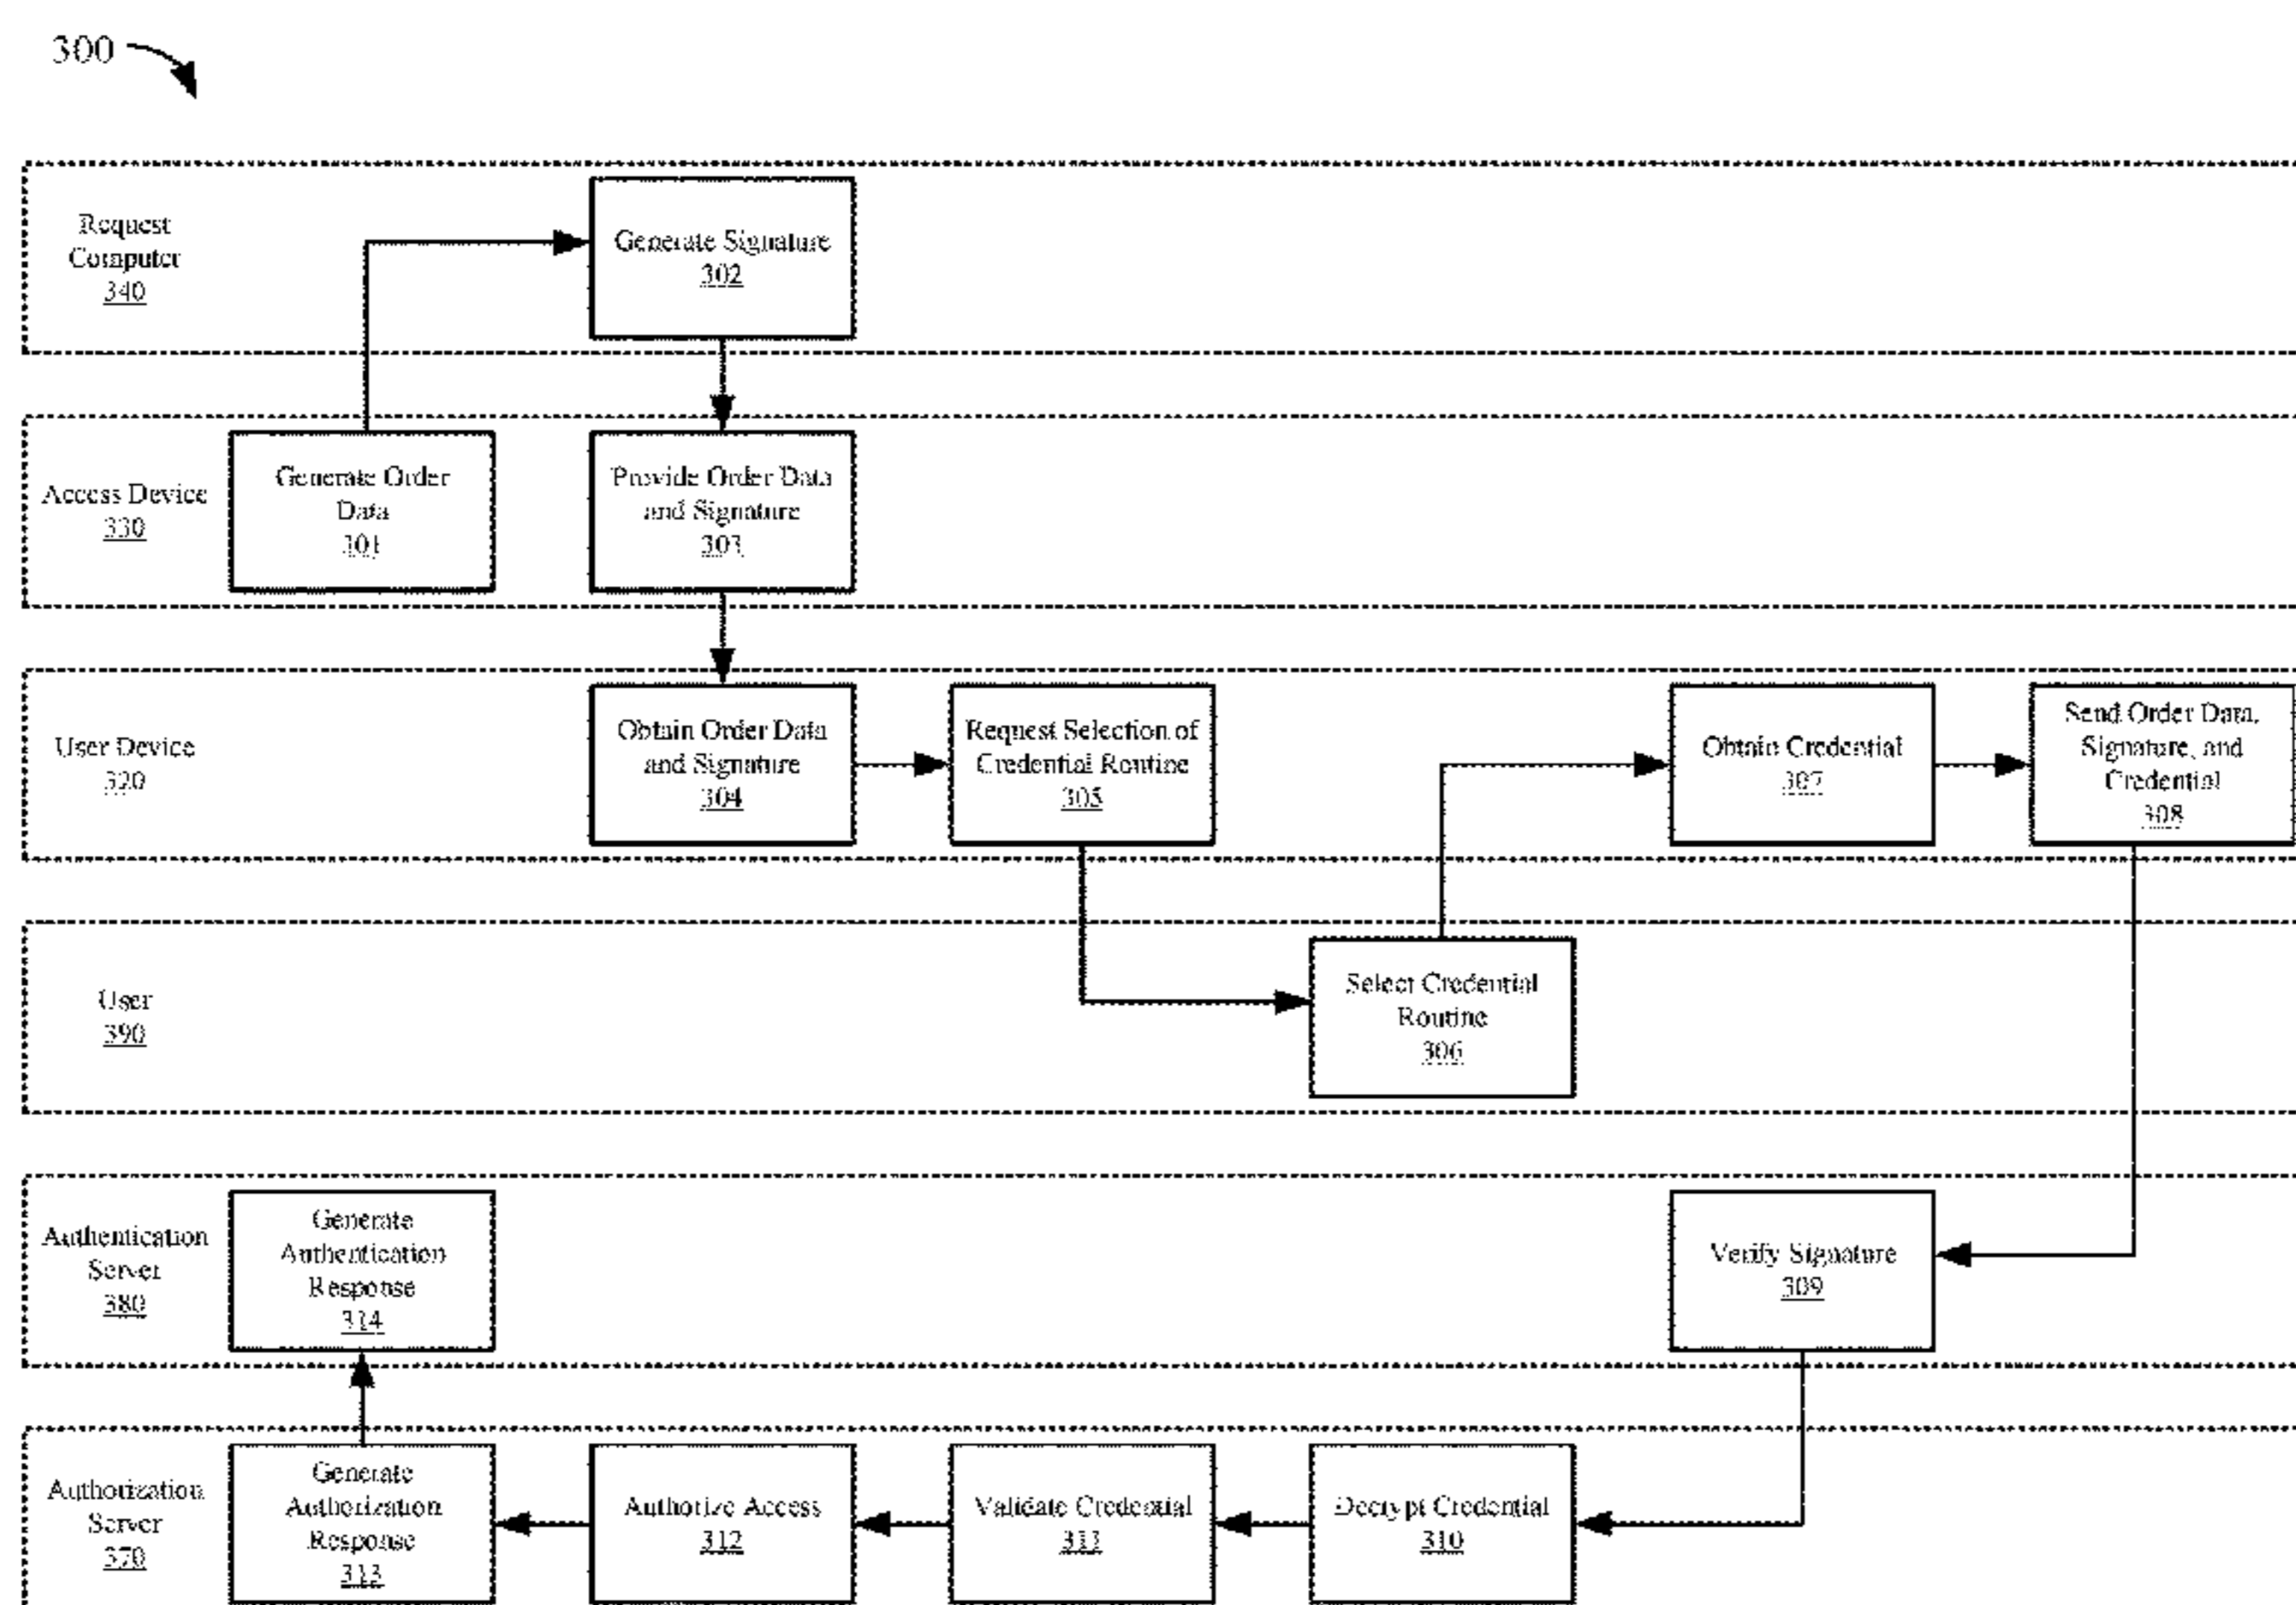 300
Request
Computer
340
Generate Signature
302
Access Device
330
Generate Order
Data
301
Provide Order Data
and Signature
303
User Device
320
Obtain Order Data
and Signature
304
Request Selection of
Credential Routine
305
Obtain Credential
307
Send Order Data,
Signature, and
Credential
308
User
390
Select Credential
Routine
306
Authentication
Server
380
Generate
Authentication
Response
314
Verify Signature
309
Authorization
Server
370
Generate
Authorization
Response
313
Authorize Access
312
Validate Credential
311
Decrypt Credential
310